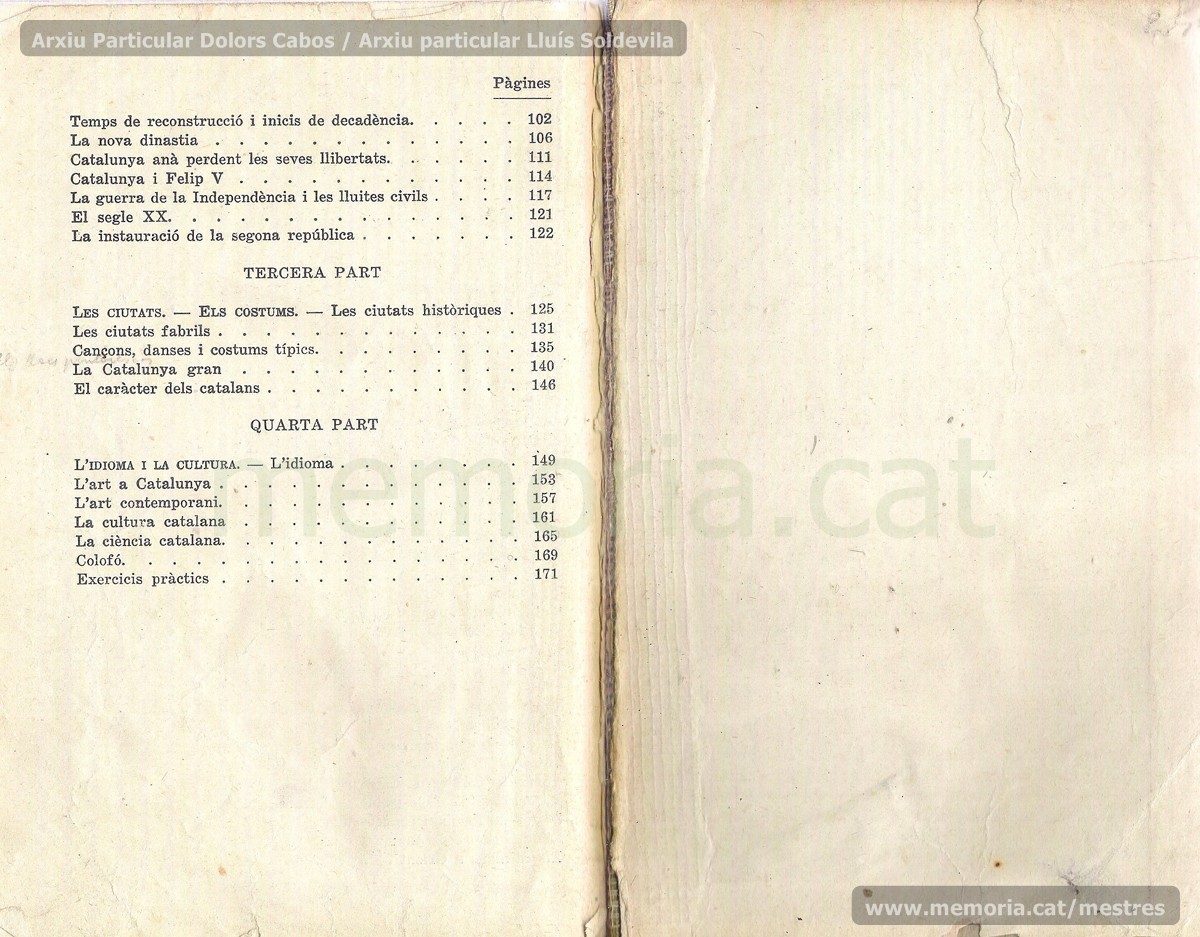 Arxiu Particular Dolors Cabos / Arxiu particular Lluís Soldevila
Pàgines
Temps de reconstrucció i inicis de decadència. . . . . 102
La nova dinastia . . . . . . . . . . . . . 106
Catalunya anà perdent les seves llibertats. . . . . . 111
Catalunya i Felip V . . . . . . . . . . . . 114
La guerra de la Independència i les lluites civils . . . . 117
El segle XX. . . . . . . . . . . . . . . 121
La instauració de la segona república . . . . . . . 122
TERCERA PART
LES CIUTATS. — ELS COSTUMS. — Les ciutats històriques . 125
Les ciutats fabrils . . . . . . . . . . . . . 131
Cançons, danses i costums típics. . . . . . . . . 135
La Catalunya gran . . . . . . . . . . . . 140
El caràcter dels catalans . . . . . . . . . . . 146
QUARTA PART
L'IDIOMA I LA CULTURA. — L'idioma . . . . . . . . 149
L'art a Catalunya . . . . . . . . . . . . . 153
L'art contemporani. . . . . . . . . . . . . 157
La cultura catalana . . . . . . . . . . . . 161
La ciència catalana. . . . . . . . . . . . . 165
Colofó. . . . . . . . . . . . . . . . . 169
Exercicis pràctics . . . . . . . . . . . . . 171
memoria.cat
www.memoria.cat/mestres